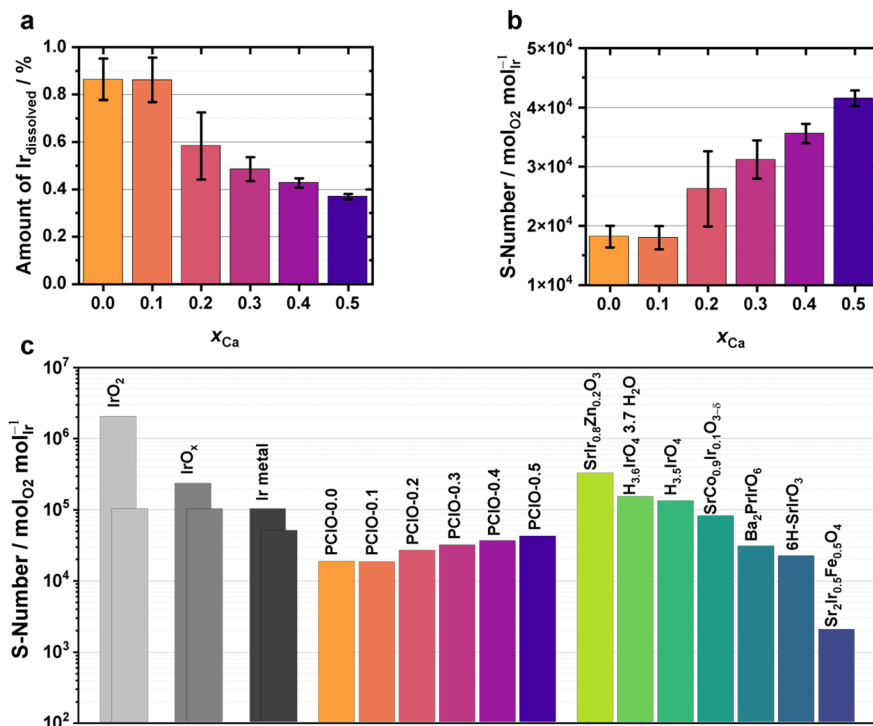 a
Amount of Ir_dissolved / %
1.0
0.8
0.6
0.4
0.2
0.0
0.0 0.1 0.2 0.3 0.4 0.5
x_Ca
b
S-Number / mol_O2 mol_Ir^−1
5×10^4
4×10^4
3×10^4
2×10^4
1×10^4
0.0 0.1 0.2 0.3 0.4 0.5
x_Ca
c
S-Number / mol_O2 mol_Ir^−1
10^7
10^6
10^5
10^4
10^3
10^2
IrO₂
IrOₓ
Ir metal
PCIO-0.0
PCIO-0.1
PCIO-0.2
PCIO-0.3
PCIO-0.4
PCIO-0.5
SrIr₀.₈Zn₀.₂O₃
H₃.₆IrO₄ 3.7 H₂O
H₃.₅IrO₄
SrCo₀.₉Ir₀.₁O₃₋δ
Ba₂PrIrO₆
6H-SrIrO₃
Sr₂Ir₀.₅Fe₀.₅O₄